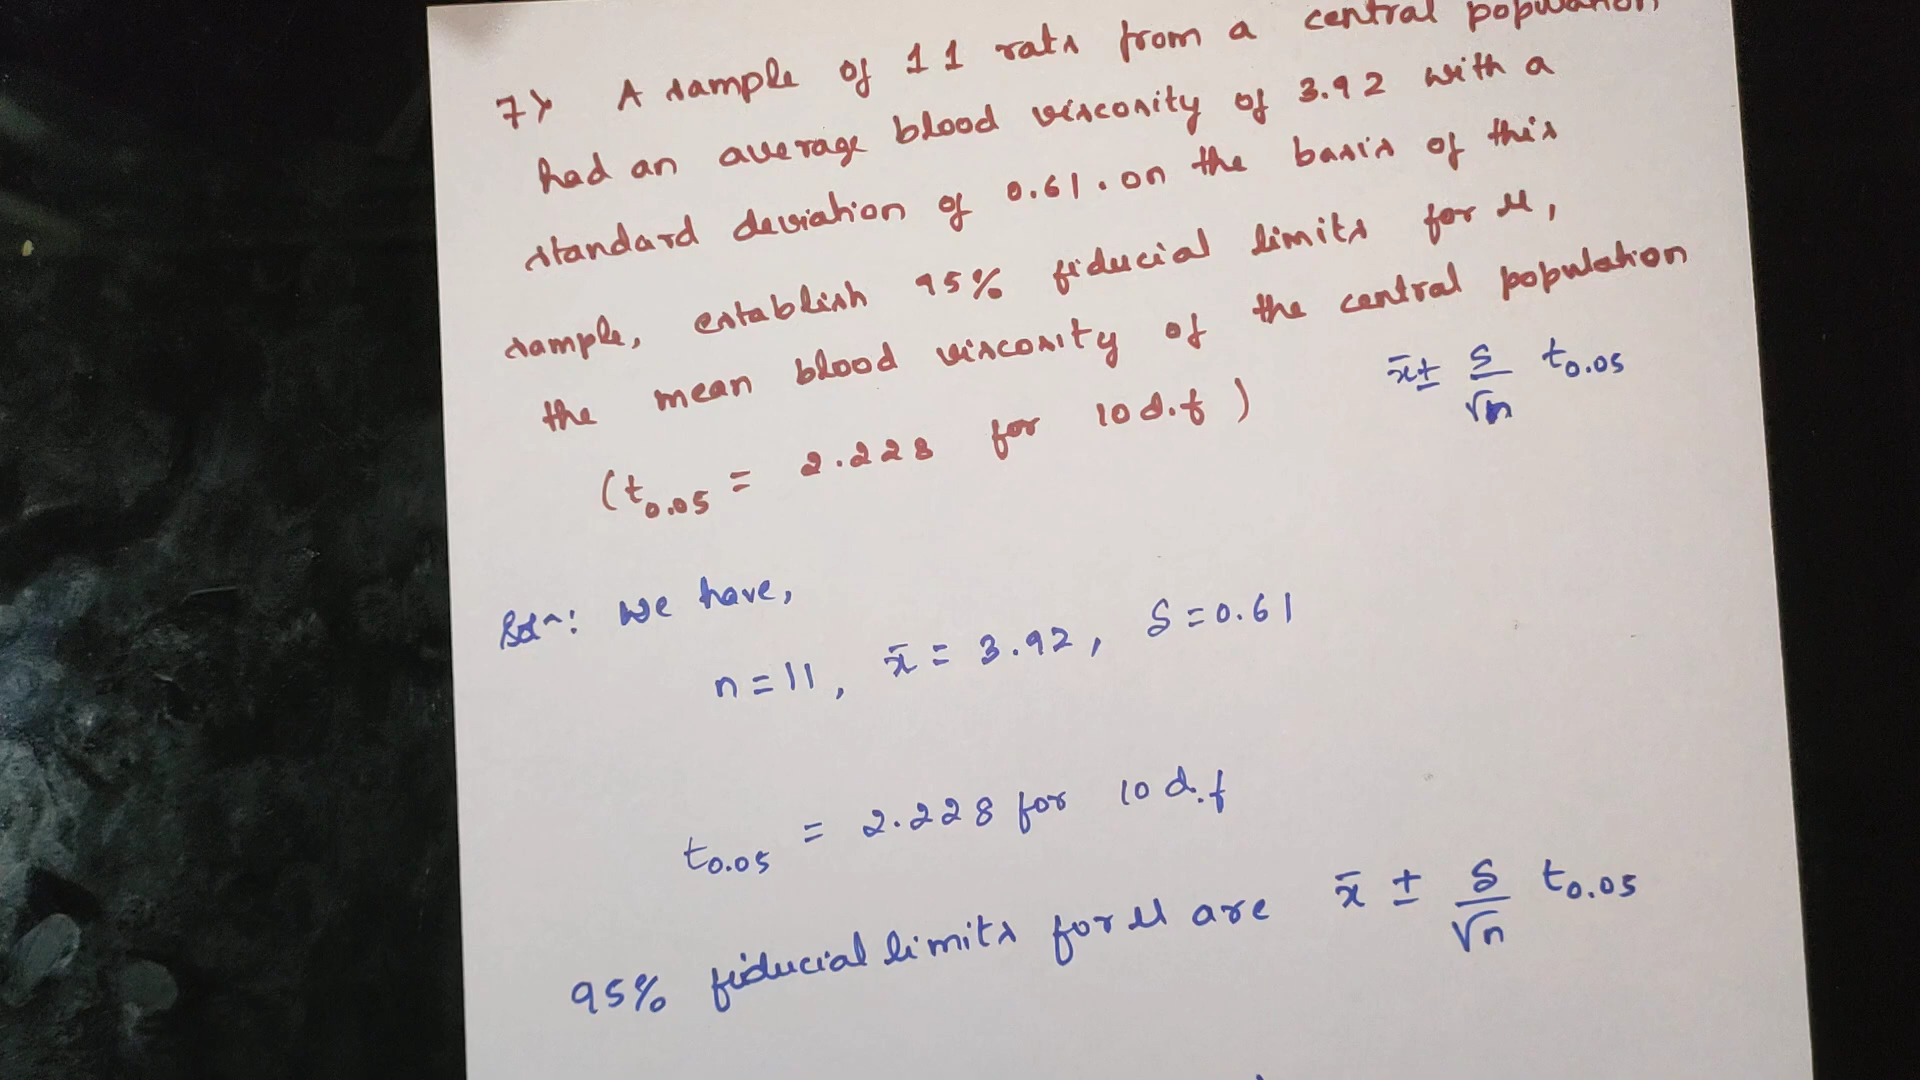 7> A sample of 11 rats from a central population
had an average blood viscosity of 3.92 with a
standard deviation of 0.61. on the basis of this
sample, establish 95% fiducial limits for μ,
the mean blood viscosity of the central population
(t0.05 = 2.228 for 10 d.f)
x̄ ± S/√n t0.05
Soln: we have,
n = 11, x̄ = 3.92, S = 0.61
t0.05 = 2.228 for 10 d.f
95% fiducial limits for μ are x̄ ± S/√n t0.05